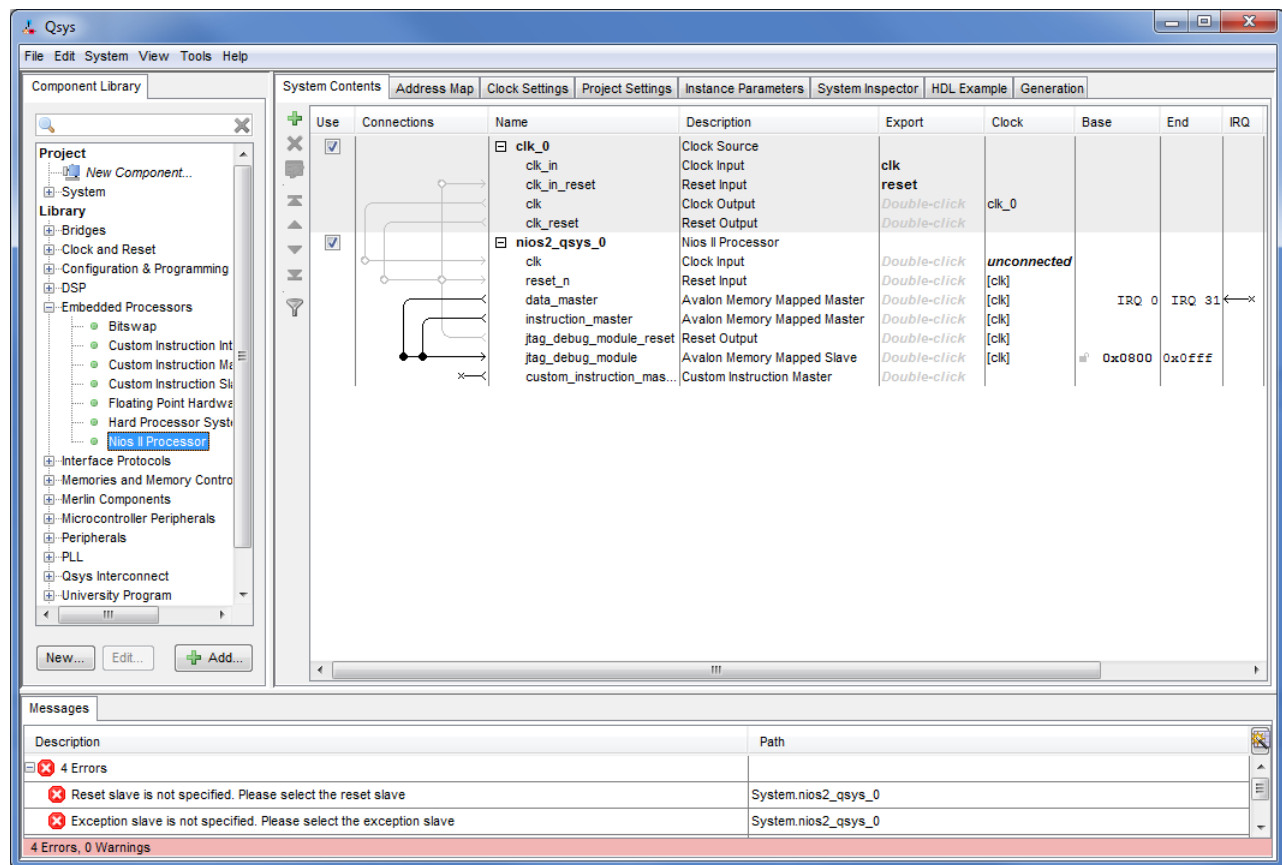 Qsys
File Edit System View Tools Help
Component Library
Project
New Component...
System
Library
Bridges
Clock and Reset
Configuration & Programming
DSP
Embedded Processors
Bitswap
Custom Instruction Int
Custom Instruction Ma
Custom Instruction Sla
Floating Point Hardwa
Hard Processor Syste
Nios II Processor
Interface Protocols
Memories and Memory Contro
Merlin Components
Microcontroller Peripherals
Peripherals
PLL
Qsys Interconnect
University Program
New... Edit... Add...
System Contents Address Map Clock Settings Project Settings Instance Parameters System Inspector HDL Example Generation
Use Connections Name Description Export Clock Base End IRQ
clk_0 Clock Source
clk_in Clock Input clk
clk_in_reset Reset Input reset
clk Clock Output Double-click clk_0
clk_reset Reset Output Double-click
nios2_qsys_0 Nios II Processor
clk Clock Input Double-click unconnected
reset_n Reset Input Double-click [clk]
data_master Avalon Memory Mapped Master Double-click [clk] IRQ 0 IRQ 31
instruction_master Avalon Memory Mapped Master Double-click [clk]
jtag_debug_module_reset Reset Output Double-click [clk]
jtag_debug_module Avalon Memory Mapped Slave Double-click [clk] 0x0800 0x0fff
custom_instruction_mas... Custom Instruction Master Double-click
Messages
Description Path
4 Errors
Reset slave is not specified. Please select the reset slave System.nios2_qsys_0
Exception slave is not specified. Please select the exception slave System.nios2_qsys_0
4 Errors, 0 Warnings